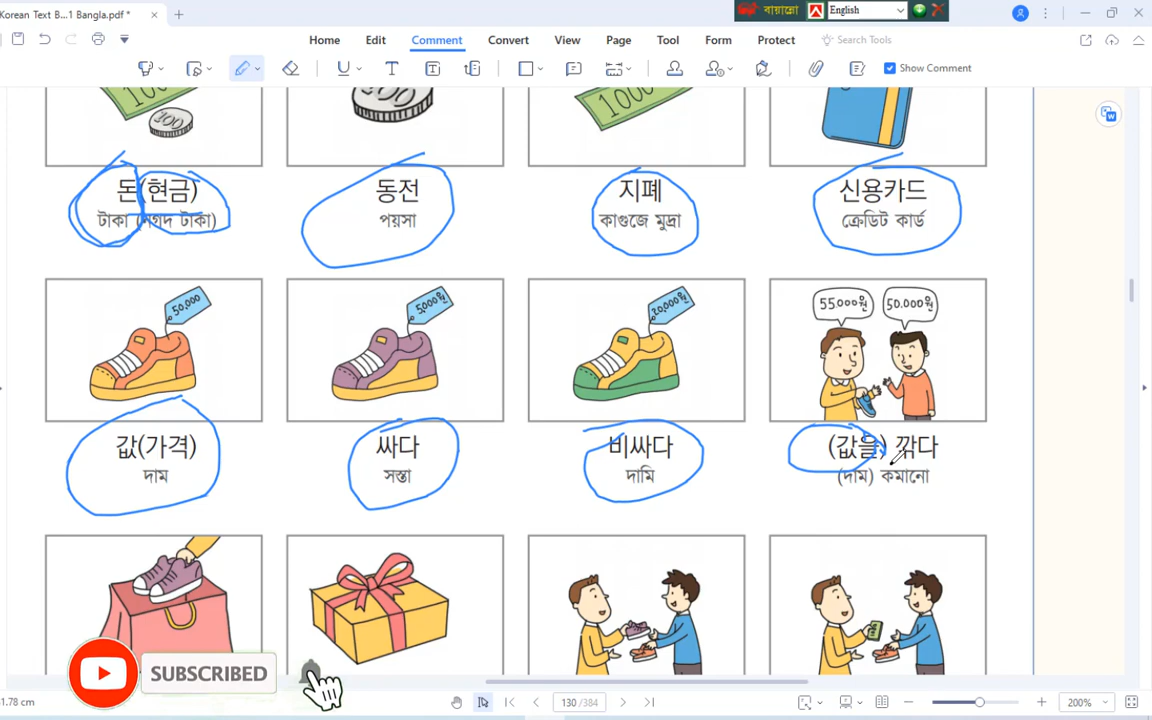 Korean Text B...1 Bangla.pdf *
বায়ান্নো
English
Home Edit Comment Convert View Page Tool Form Protect Search Tools
Show Comment
100
100
1000
돈(현금) 동전 지폐 신용카드
টাকা (নগদ টাকা) পয়সা কাগুজে মুদ্রা ক্রেডিট কার্ড
50,000 5,000원 20,000원 55.000원 50.000원
값(가격) 싸다 비싸다 (값을) 깎다
দাম সস্তা দামি (দাম) কমানো
SUBSCRIBED
31.78 cm 130 /384 200%